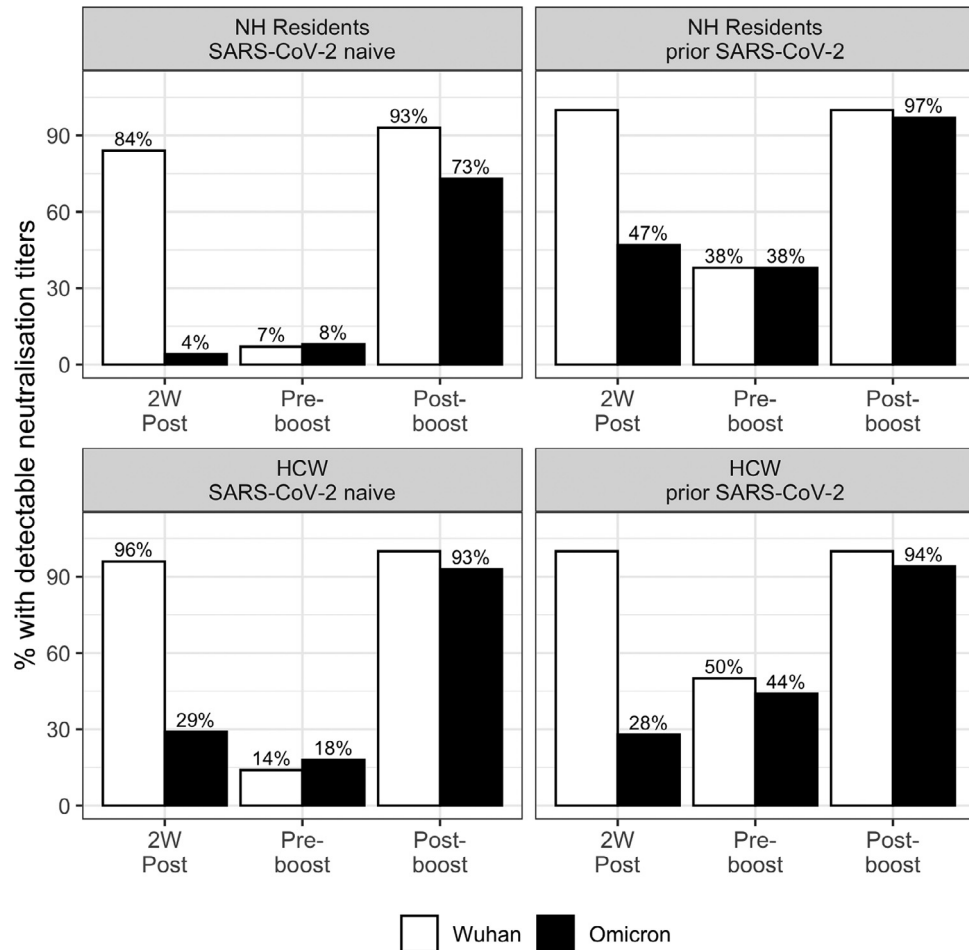 NH Residents
SARS-CoV-2 naive
NH Residents
prior SARS-CoV-2
% with detectable neutralisation titers
90
60
30
0
84%
4%
7%
8%
93%
73%
47%
38%
38%
97%
2W
Post
Pre-
boost
Post-
boost
2W
Post
Pre-
boost
Post-
boost
HCW
SARS-CoV-2 naive
HCW
prior SARS-CoV-2
90
60
30
0
96%
29%
14%
18%
93%
28%
50%
44%
94%
2W
Post
Pre-
boost
Post-
boost
2W
Post
Pre-
boost
Post-
boost
Wuhan
Omicron